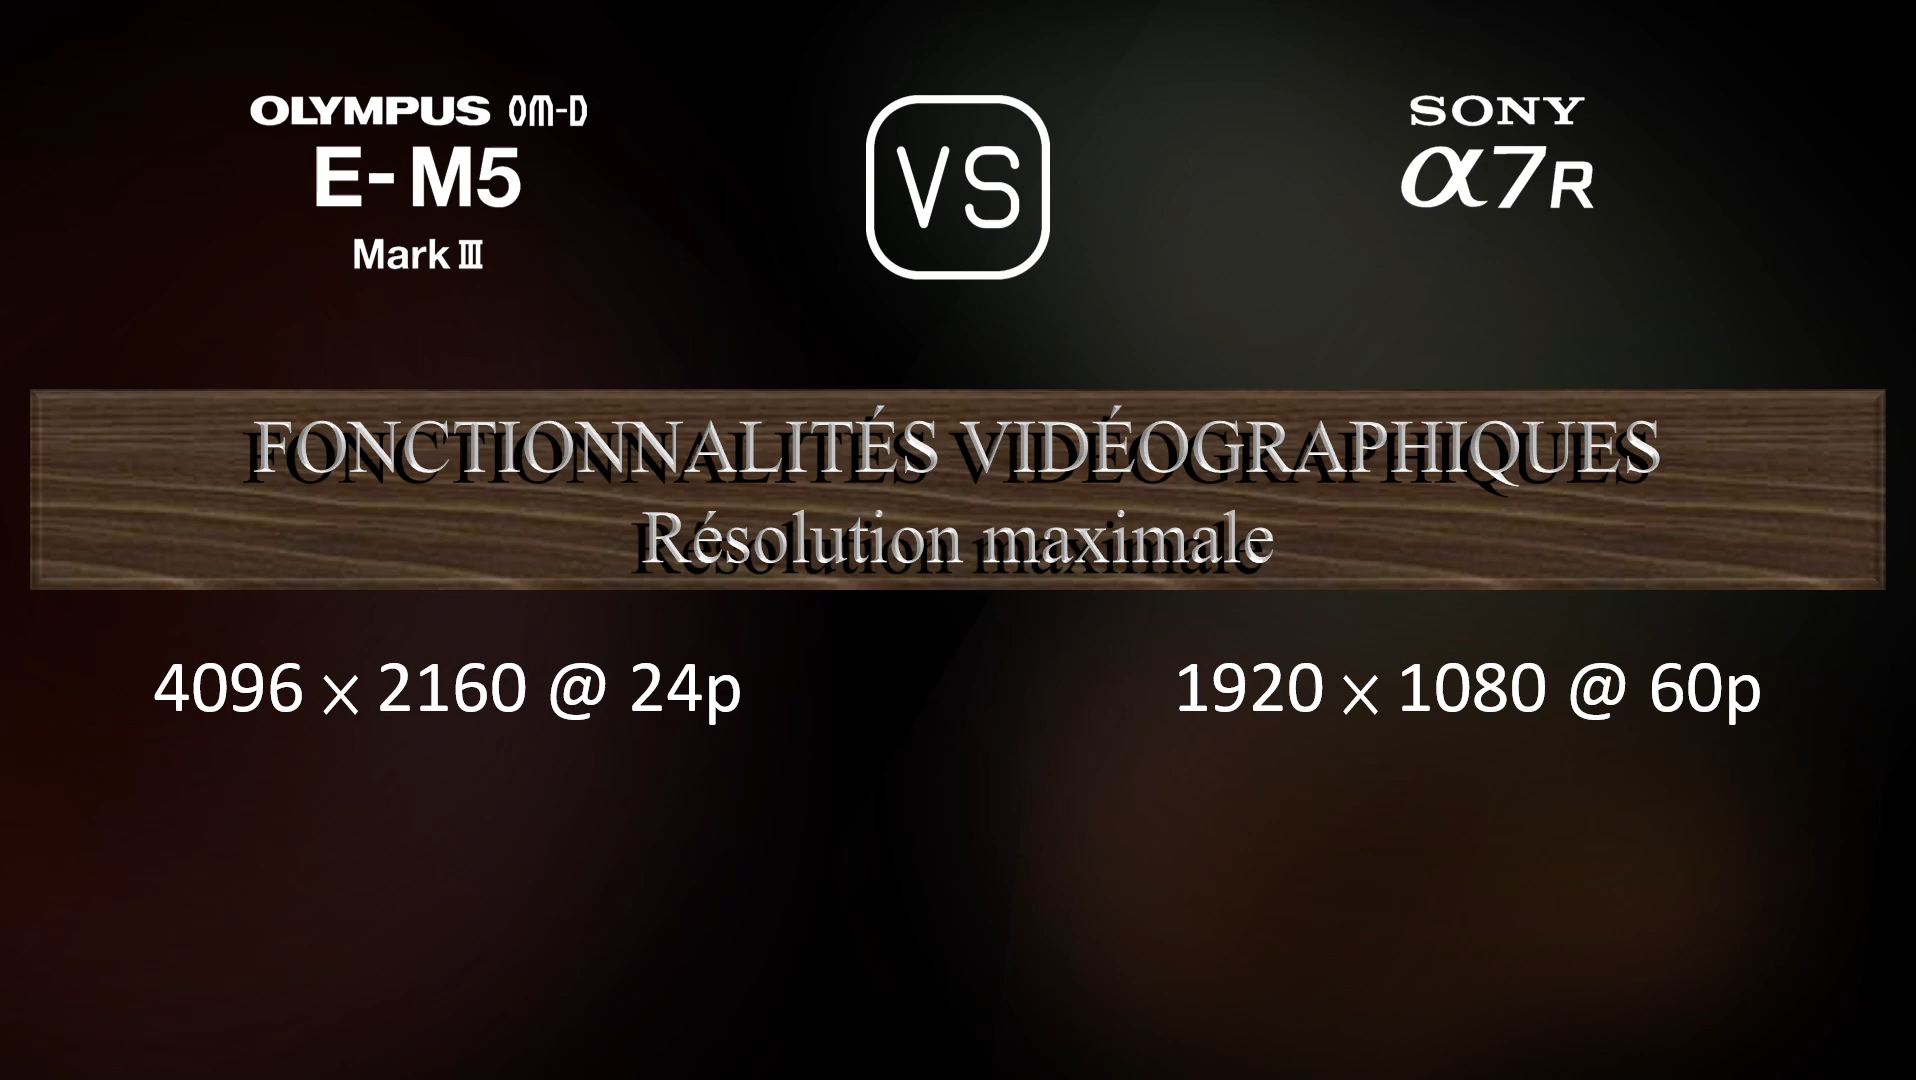 OLYMPUS OM-D
E-M5
Mark III
VS
SONY
α7R
FONCTIONNALITÉS VIDÉOGRAPHIQUES
Résolution maximale
4096 x 2160 @ 24p
1920 x 1080 @ 60p